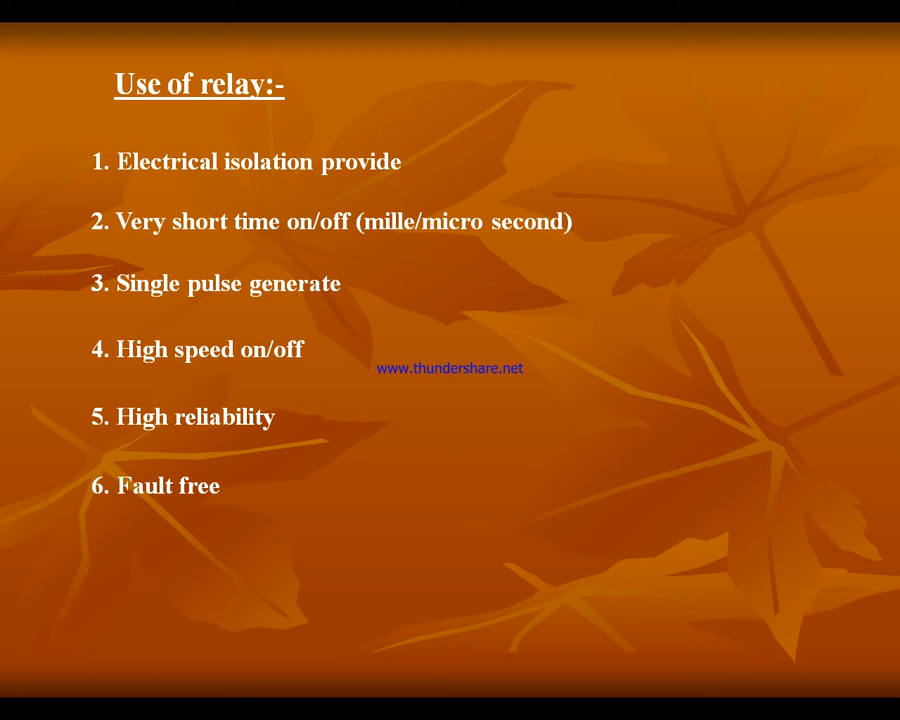 Use of relay:-
1. Electrical isolation provide
2. Very short time on/off (mille/micro second)
3. Single pulse generate
4. High speed on/off
www.thundershare.net
5. High reliability
6. Fault free